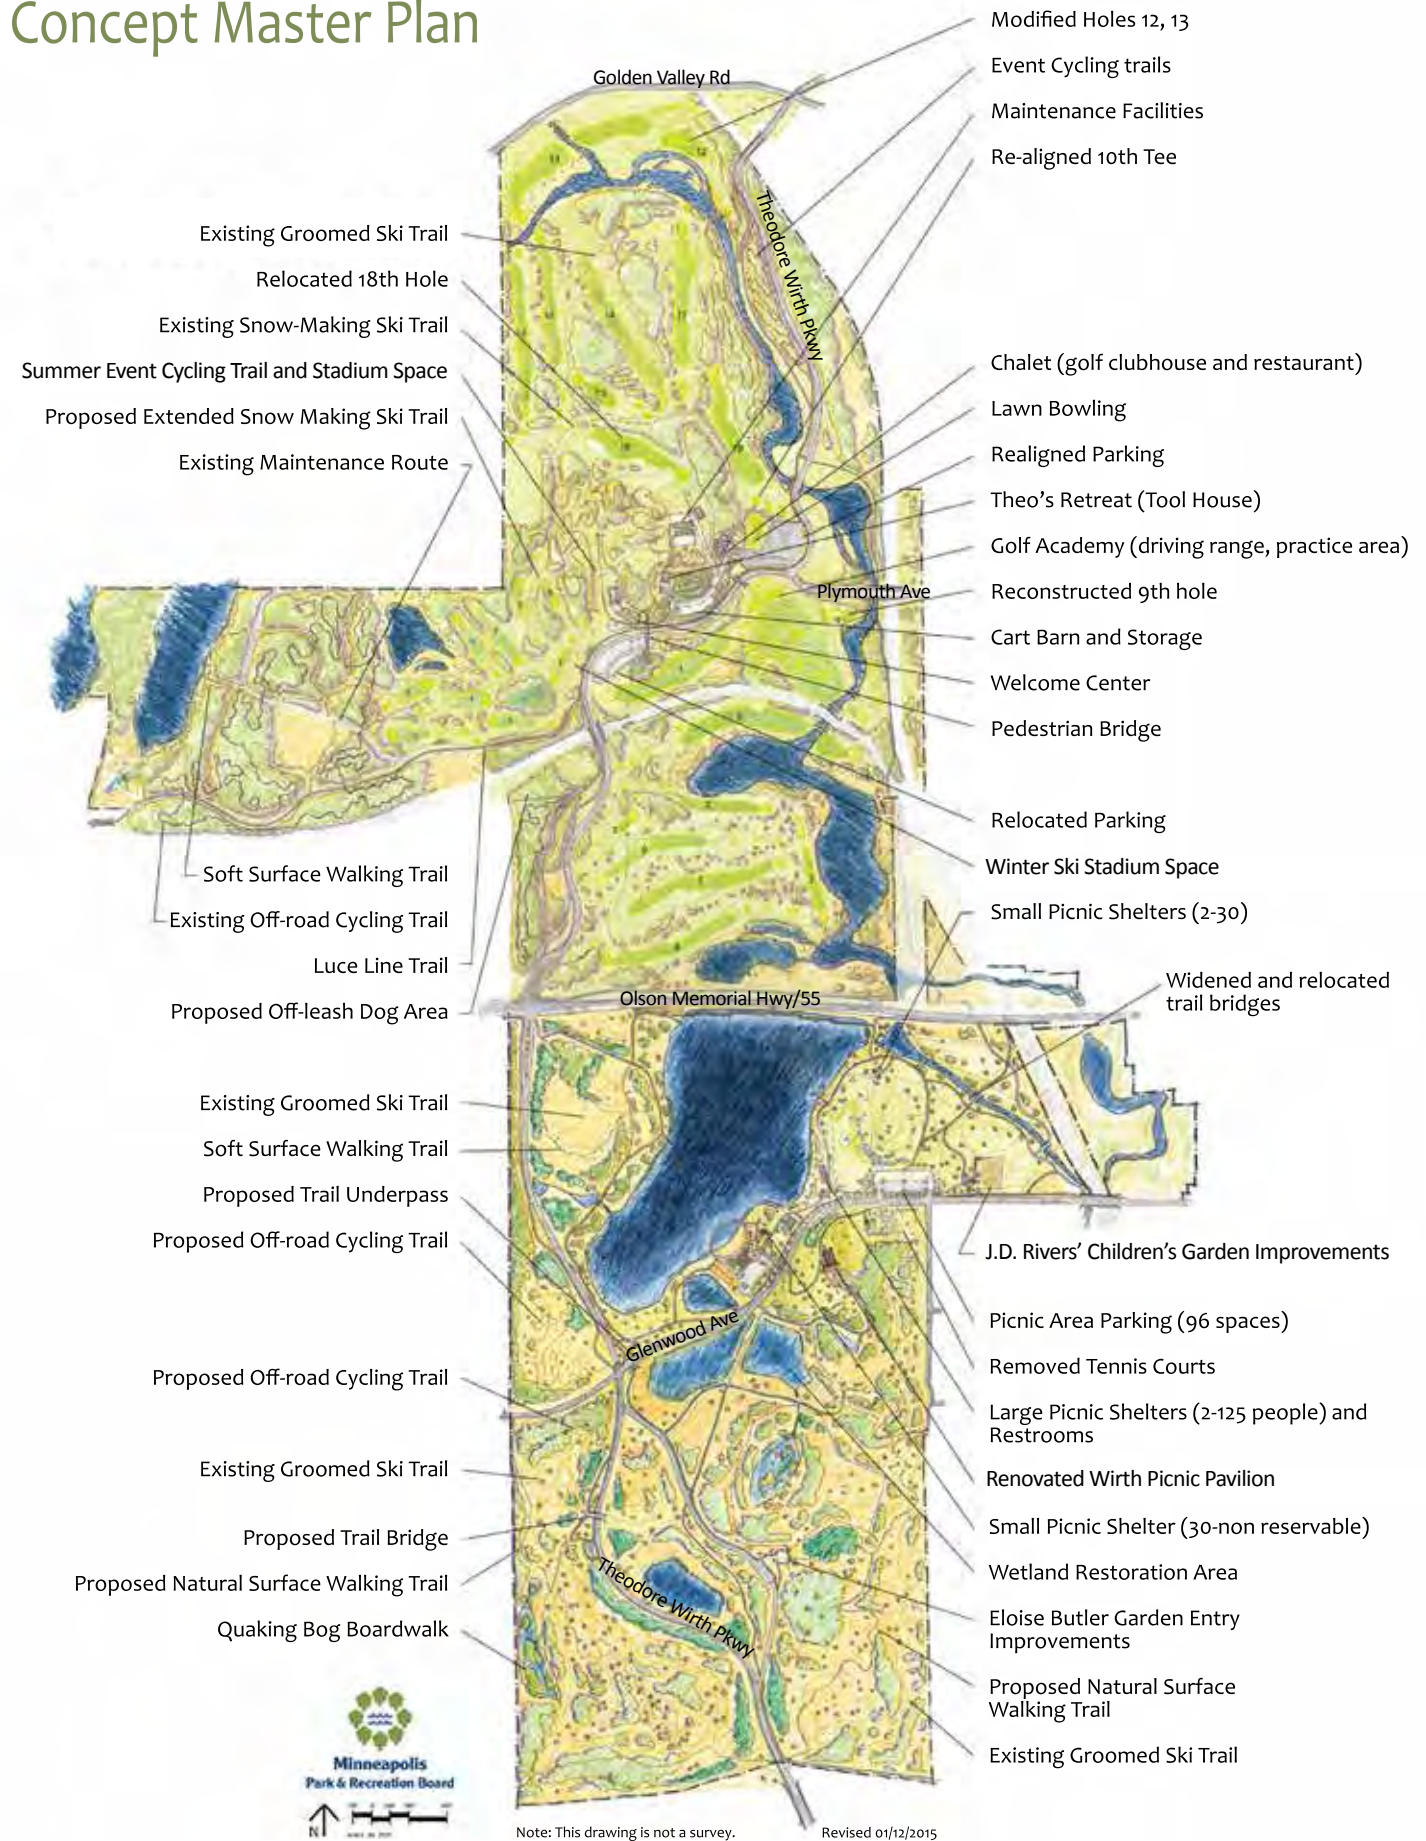 Concept Master Plan
Golden Valley Rd
Theodore Wirth Pkwy
Plymouth Ave
Olson Memorial Hwy/55
Glenwood Ave
Theodore Wirth Pkwy
Existing Groomed Ski Trail
Relocated 18th Hole
Existing Snow-Making Ski Trail
Summer Event Cycling Trail and Stadium Space
Proposed Extended Snow Making Ski Trail
Existing Maintenance Route
Soft Surface Walking Trail
Existing Off-road Cycling Trail
Luce Line Trail
Proposed Off-leash Dog Area
Existing Groomed Ski Trail
Soft Surface Walking Trail
Proposed Trail Underpass
Proposed Off-road Cycling Trail
Proposed Off-road Cycling Trail
Existing Groomed Ski Trail
Proposed Trail Bridge
Proposed Natural Surface Walking Trail
Quaking Bog Boardwalk
Modified Holes 12, 13
Event Cycling trails
Maintenance Facilities
Re-aligned 10th Tee
Chalet (golf clubhouse and restaurant)
Lawn Bowling
Realigned Parking
Theo's Retreat (Tool House)
Golf Academy (driving range, practice area)
Reconstructed 9th hole
Cart Barn and Storage
Welcome Center
Pedestrian Bridge
Relocated Parking
Winter Ski Stadium Space
Small Picnic Shelters (2-30)
Widened and relocated
trail bridges
J.D. Rivers' Children's Garden Improvements
Picnic Area Parking (96 spaces)
Removed Tennis Courts
Large Picnic Shelters (2-125 people) and
Restrooms
Renovated Wirth Picnic Pavilion
Small Picnic Shelter (30-non reservable)
Wetland Restoration Area
Eloise Butler Garden Entry
Improvements
Proposed Natural Surface
Walking Trail
Existing Groomed Ski Trail
Minneapolis
Park & Recreation Board
N
Note: This drawing is not a survey.
Revised 01/12/2015